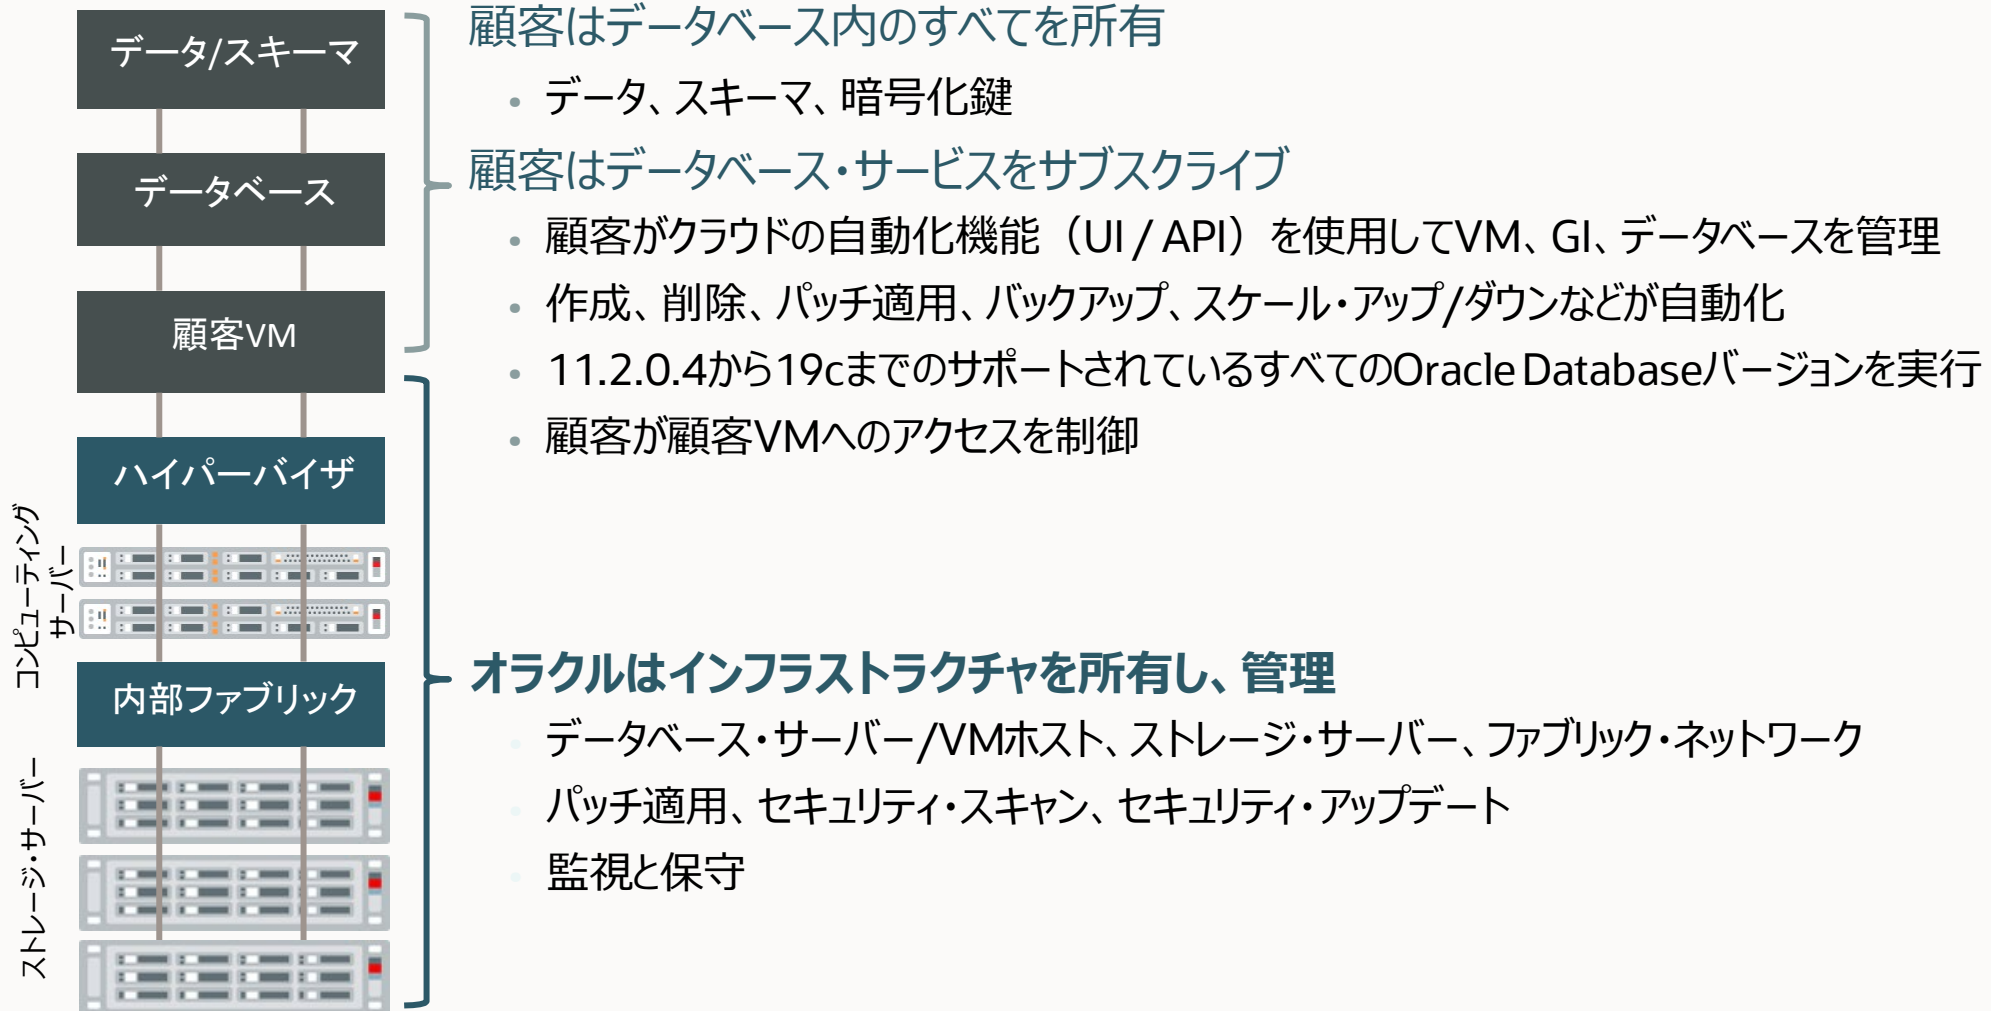 データ/スキーマ
データベース
顧客VM
ハイパーバイザ
コンピューティング
サーバー
内部ファブリック
ストレージ・サーバー
顧客はデータベース内のすべてを所有
• データ、スキーマ、暗号化鍵
顧客はデータベース・サービスをサブスクライブ
• 顧客がクラウドの自動化機能（UI / API）を使用してVM、GI、データベースを管理
• 作成、削除、パッチ適用、バックアップ、スケール・アップ/ダウンなどが自動化
• 11.2.0.4から19cまでのサポートされているすべてのOracle Databaseバージョンを実行
• 顧客が顧客VMへのアクセスを制御
オラクルはインフラストラクチャを所有し、管理
• データベース・サーバー/VMホスト、ストレージ・サーバー、ファブリック・ネットワーク
• パッチ適用、セキュリティ・スキャン、セキュリティ・アップデート
• 監視と保守